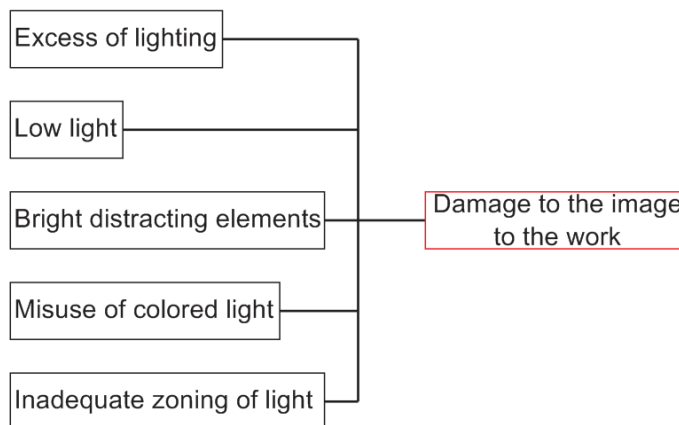 Excess of lighting
Low light
Bright distracting elements
Damage to the image
to the work
Misuse of colored light
Inadequate zoning of light